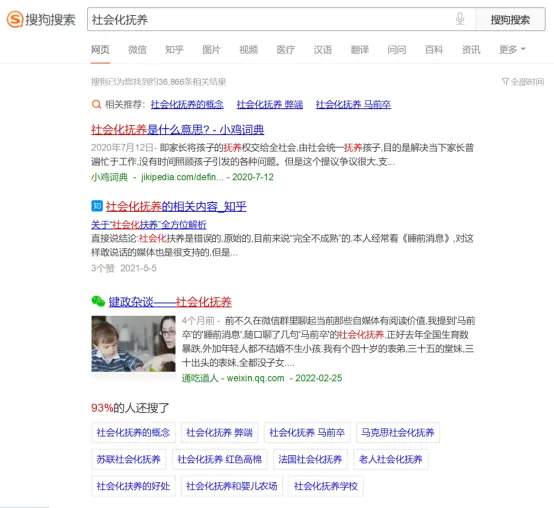 搜狗搜索
社会化抚养
搜狗搜索
网页 微信 知乎 图片 视频 医疗 汉语 翻译 问问 百科 资讯 更多
搜狗已为您找到约36,866条相关结果
全部时间
相关推荐: 社会化抚养的概念 社会化抚养 弊端 社会化抚养 马前卒
社会化抚养是什么意思? - 小鸡词典
2020年7月12日- 即家长将孩子的抚养权交给全社会,由社会统一抚养孩子,目的是解决当下家长普
遍忙于工作,没有时间照顾孩子引发的各种问题。但是这个提议争议很大,支...
小鸡词典 - jikipedia.com/defin... - 2020-7-12
知 社会化抚养的相关内容_知乎
关于“社会化扶养”全方位解析
直接说结论:社会化扶养是错误的,原始的,目前来说“完全不成熟”的.本人经常看《睡前消息》,对这
样敢说话的媒体也是很支持的,但是...
3个赞 2021-5-5
键政杂谈——社会化抚养
4个月前 - 前不久在微信群里聊起当前那些自媒体有阅读价值,我提到'马前
卒'的'睡前消息',随口聊了几句'马前卒'的社会化抚养.正好去年全国生育数
暴跌,外加年轻人都不结婚不生小孩.我有个四十岁的表弟,三十五的堂妹,三
十出头的表妹,全都没子女....
通吃道人 - weixin.qq.com - 2022-02-25
93%的人还搜了
社会化抚养的概念 社会化抚养 弊端 社会化抚养 马前卒 马克思社会化抚养
苏联社会化抚养 社会化抚养 红色高棉 法国社会化抚养 老人社会化抚养
社会化扶养的好处 社会化抚养和婴儿农场 社会化抚养学校